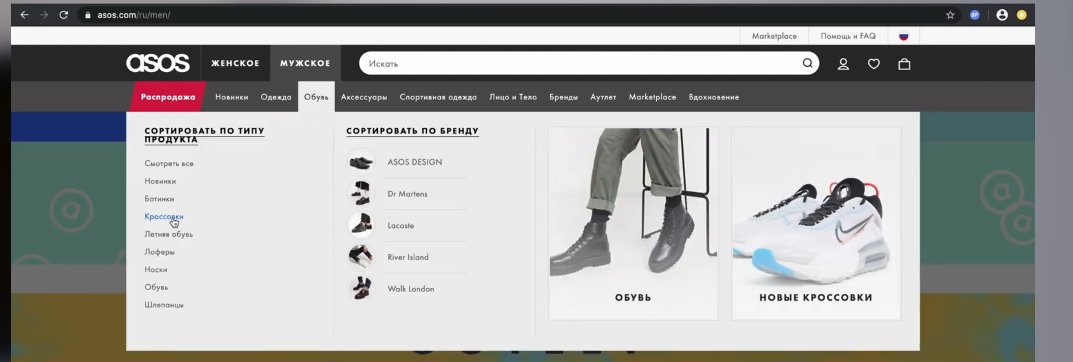 asos.com/ru/men/
Marketplace
Помощь и FAQ
asos
ЖЕНСКОЕ
МУЖСКОЕ
Искать
Распродажа
Новинки
Одежда
Обувь
Аксессуары
Спортивная одежда
Лицо и Тело
Бренды
Аутлет
Marketplace
Вдохновение
СОРТИРОВАТЬ ПО ТИПУ
ПРОДУКТА
Смотреть все
Новинки
Ботинки
Кроссовки
Летняя обувь
Лоферы
Носки
Обувь
Шлепанцы
СОРТИРОВАТЬ ПО БРЕНДУ
ASOS DESIGN
Dr Martens
Lacoste
River Island
Walk London
ОБУВЬ
НОВЫЕ КРОССОВКИ